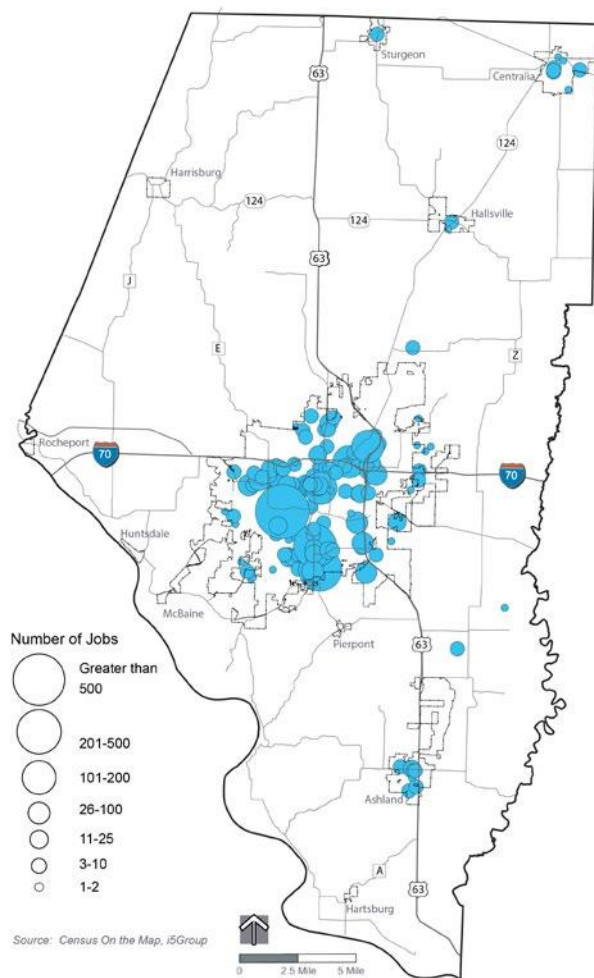 63
Sturgeon
Centralia
124
Harrisburg
124
124
Hallsville
63
J
E
Z
Rocheport
70
70
Huntsdale
McBaine
Pierpont
63
Number of Jobs
Greater than
500
201-500
101-200
26-100
11-25
3-10
1-2
Ashland
A
63
Hartsburg
Source: Census On the Map, i5Group
0 2.5 Mile 5 Mile